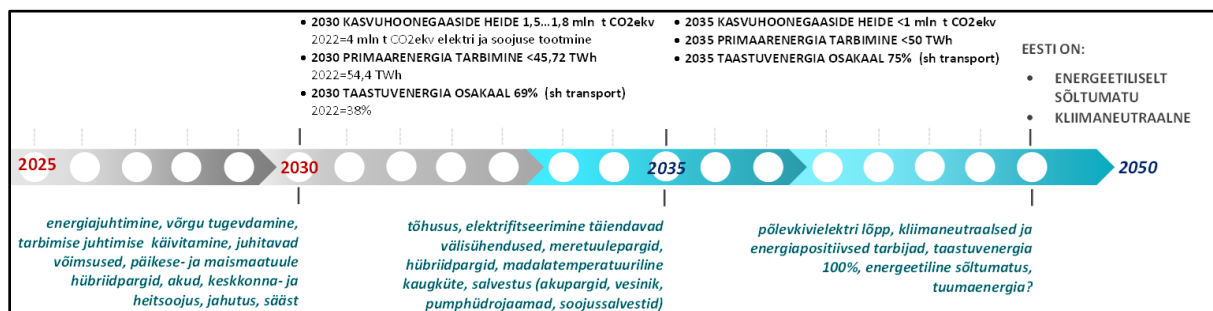 • 2030 KASVUHOONEGAASIDE HEIDE 1,5...1,8 mln t CO2ekv
2022=4 mln t CO2ekv elektri ja soojuse tootmine
• 2030 PRIMAARENERGIA TARBIMINE <45,72 TWh
2022=54,4 TWh
• 2030 TAASTUVENERGIA OSAKAAL 69% (sh transport)
2022=38%
• 2035 KASVUHOONEGAASIDE HEIDE <1 mln t CO2ekv
• 2035 PRIMAARENERGIA TARBIMINE <50 TWh
• 2035 TAASTUVENERGIA OSAKAAL 75% (sh transport)
EESTI ON:
• ENERGEETILISELT
SÕLTUMATU
• KLIIMANEUTRAALNE
2025
2030
2035
2050
energiajuhtimine, võrgu tugevdamine,
tarbimise juhtimise käivitamine, juhitavad
võimsused, päikese- ja maismaatuule
hübriidpargid, akud, keskkonna- ja
heitsoojus, jahutus, sääst
tõhusus, elektrifitseerimine täiendavad
välisühendused, meretuulepargid,
hübriidpargid, madalatemperatuuriline
kaugküte, salvestus (akupargid, vesinik,
pumphüdrojaamad, soojussalvestid)
põlevkivielektri lõpp, kliimaneutraalsed ja
energiapositiivsed tarbijad, taastuvenergia
100%, energeetiline sõltumatus,
tuumaenergia?